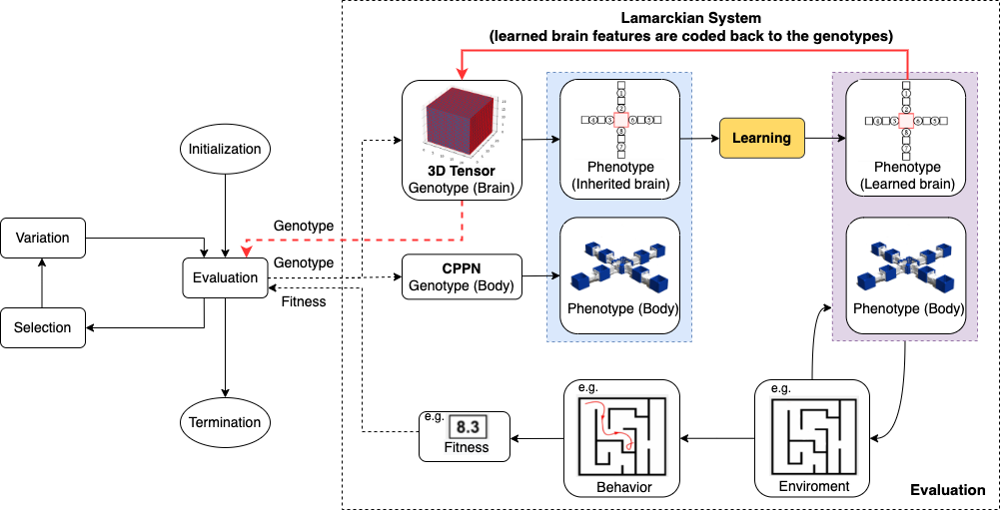 Lamarckian System
(learned brain features are coded back to the genotypes)
Initialization
Variation
Evaluation
Selection
Termination
Genotype
Genotype
Fitness
3D Tensor
Genotype (Brain)
CPPN
Genotype (Body)
Phenotype
(Inherited brain)
Phenotype (Body)
Learning
Phenotype
(Learned brain)
Phenotype (Body)
e.g.
8.3
Fitness
e.g.
Behavior
e.g.
Enviroment
Evaluation